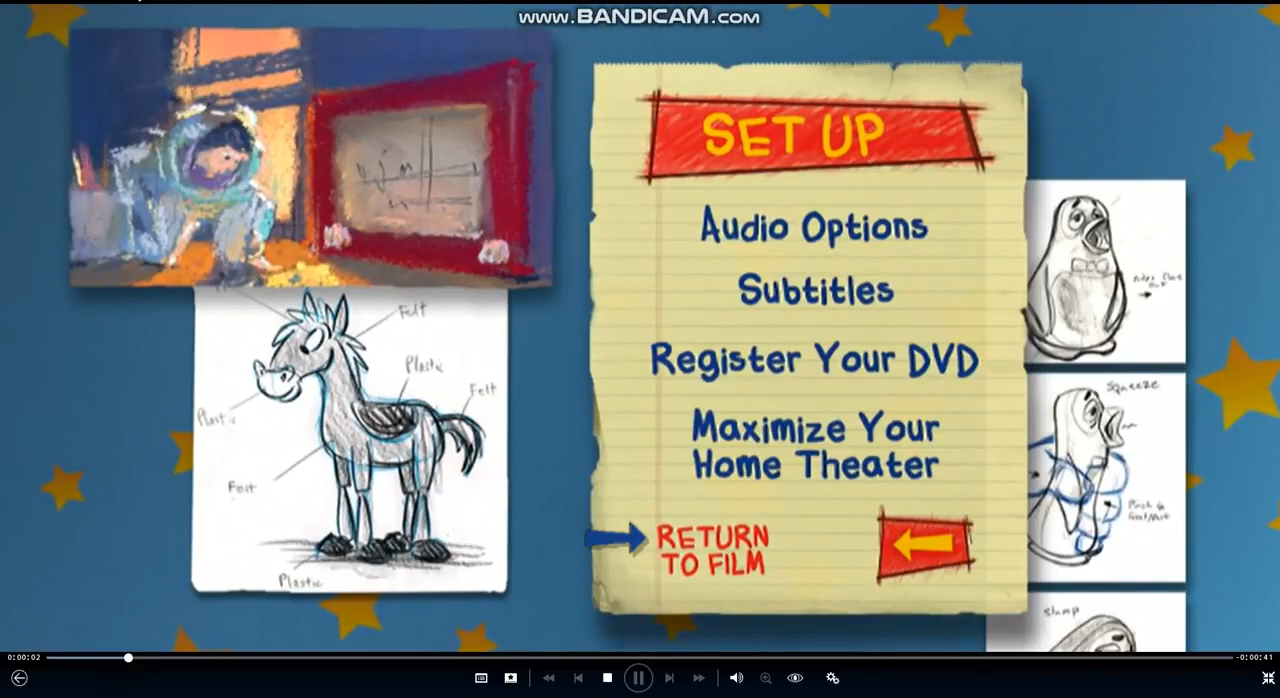 www.BANDICAM.com
SET UP
Audio Options
Subtitles
Register Your DVD
Maximize Your
Home Theater
RETURN
TO FILM
Felt
Plastic
Felt
Plastic
Felt
Plastic
Squeeze
slump
0:00:02
-0:00:41